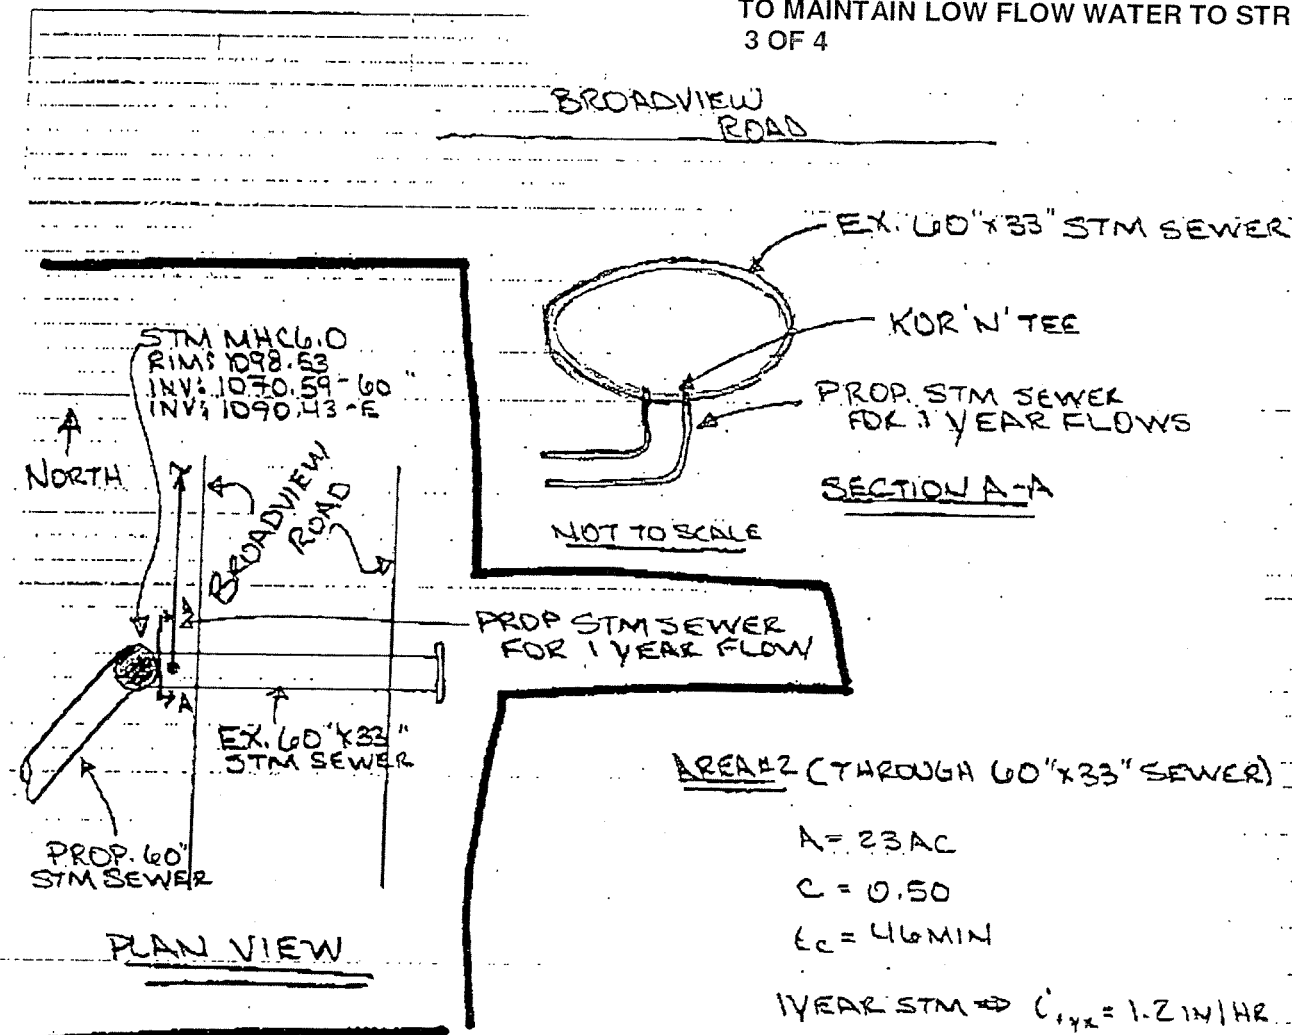 TO MAINTAIN LOW FLOW WATER TO STR
3 OF 4
BROADVIEW
ROAD
EX. 60"x33" STM SEWER
KOR'N'TEE
PROP. STM SEWER
FOR 1 YEAR FLOWS
SECTION A-A
NOT TO SCALE
STM MHC6.0
RIM: 1098.53
INV: 1070.59-60"
INV: 1090.43-E
NORTH
BROADVIEW
ROAD
A
PROP STM SEWER
FOR 1 YEAR FLOW
A
EX. 60"x33"
STM SEWER
PROP. 60"
STM SEWER
PLAN VIEW
AREA#2 (THROUGH 60"x33" SEWER)
A= 23AC
C = 0.50
tc = 46MIN
1YEAR STM ⇒ i1yr = 1.2 IN/HR